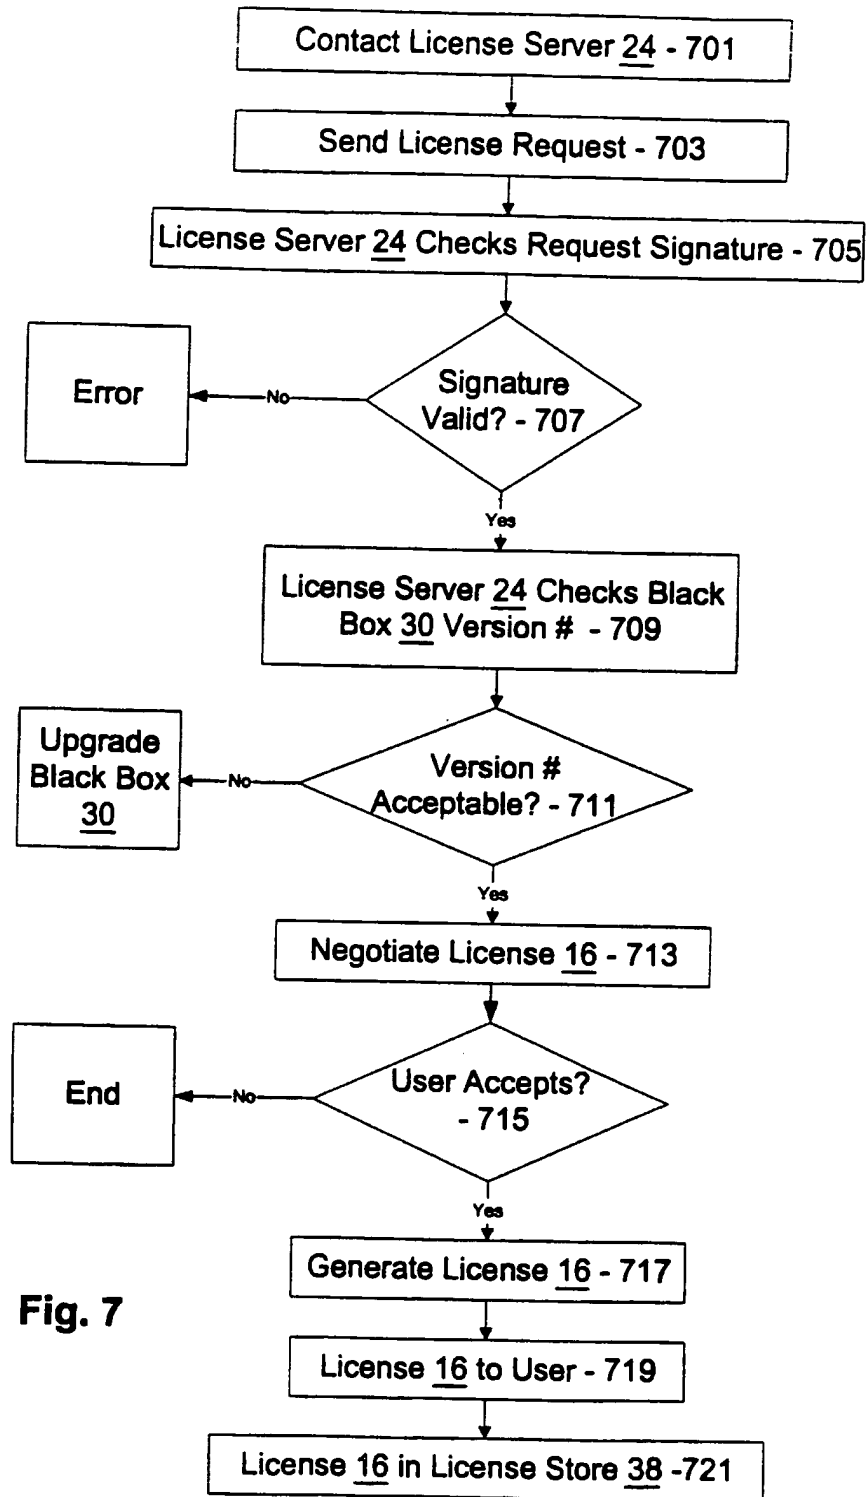 Contact License Server 24 - 701
Send License Request - 703
License Server 24 Checks Request Signature - 705
Signature
Valid? - 707
No
Error
Yes
License Server 24 Checks Black
Box 30 Version # - 709
Version #
Acceptable? - 711
No
Upgrade
Black Box
30
Yes
Negotiate License 16 - 713
User Accepts?
- 715
No
End
Yes
Generate License 16 - 717
License 16 to User - 719
License 16 in License Store 38 -721
Fig. 7